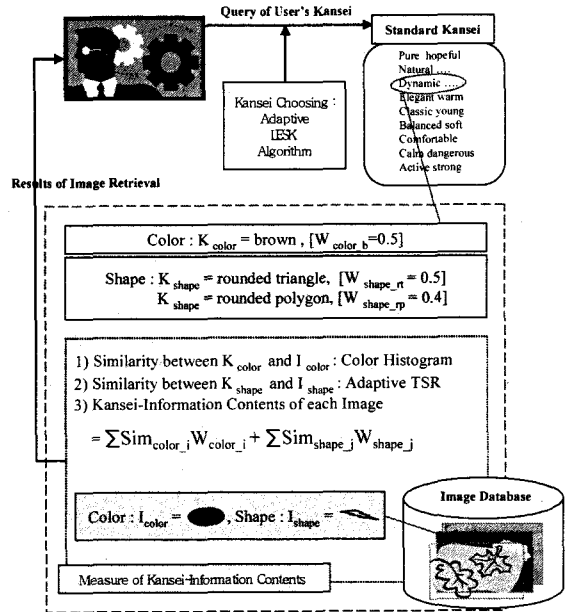 Query of User's Kansei
Standard Kansei
Pure hopeful
Natural ....
Dynamic ....
Elegant warm
Classic young
Balanced soft
Comfortable
Calm dangerous
Active strong
Kansei Choosing :
Adaptive
LESK
Algorithm
Results of Image Retrieval
Color : K color = brown , [W color_b=0.5]
Shape : K shape = rounded triangle, [W shape_rt = 0.5]
K shape = rounded polygon, [W shape_rp = 0.4]
1) Similarity between K color and I color : Color Histogram
2) Similarity between K shape and I shape : Adaptive TSR
3) Kansei-Information Contents of each Image
= ∑Sim color_i W color_i + ∑Sim shape_j W shape_j
Image Database
Color : I color = , Shape : I shape =
Measure of Kansei-Information Contents